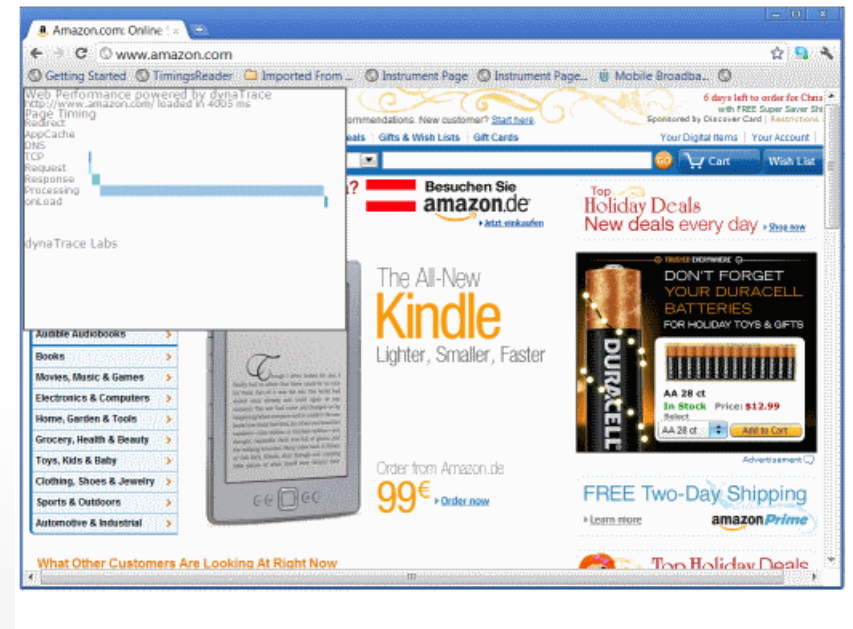 Amazon.com: Online S
www.amazon.com
Getting Started TimingsReader Imported From ... Instrument Page Instrument Page... Mobile Broadba...
Web Performance powered by dynaTrace
http://www.amazon.com/ loaded in 4005 ms
Page Timing
Redirect
AppCache
DNS
TCP
Request
Response
Processing
onLoad
dynaTrace Labs
6 days left to order for Chris
with FREE Super Saver Shi
ommendations. New customer? Start here.
Sponsored by Discover Card | Restrictions
eals Gifts & Wish Lists Gift Cards
Your Digital Items | Your Account |
GO Cart Wish List
?
Besuchen Sie
amazon.de
Jetzt einkaufen
Top
Holiday Deals
New deals every day Shop now
The All-New
Kindle
Lighter, Smaller, Faster
Order from Amazon.de
99€ Order now
TRUSTED EVERYWHERE
DON'T FORGET
YOUR DURACELL
BATTERIES
FOR HOLIDAY TOYS & GIFTS
DURACELL
AA 28 ct
In Stock Price: $12.99
Select
AA 28 ct Add to Cart
Advertisement
Audible Audiobooks
Books
Movies, Music & Games
Electronics & Computers
Home, Garden & Tools
Grocery, Health & Beauty
Toys, Kids & Baby
Clothing, Shoes & Jewelry
Sports & Outdoors
Automotive & Industrial
FREE Two-Day Shipping
Learn more amazonPrime
What Other Customers Are Looking At Right Now
Top Holiday Deals